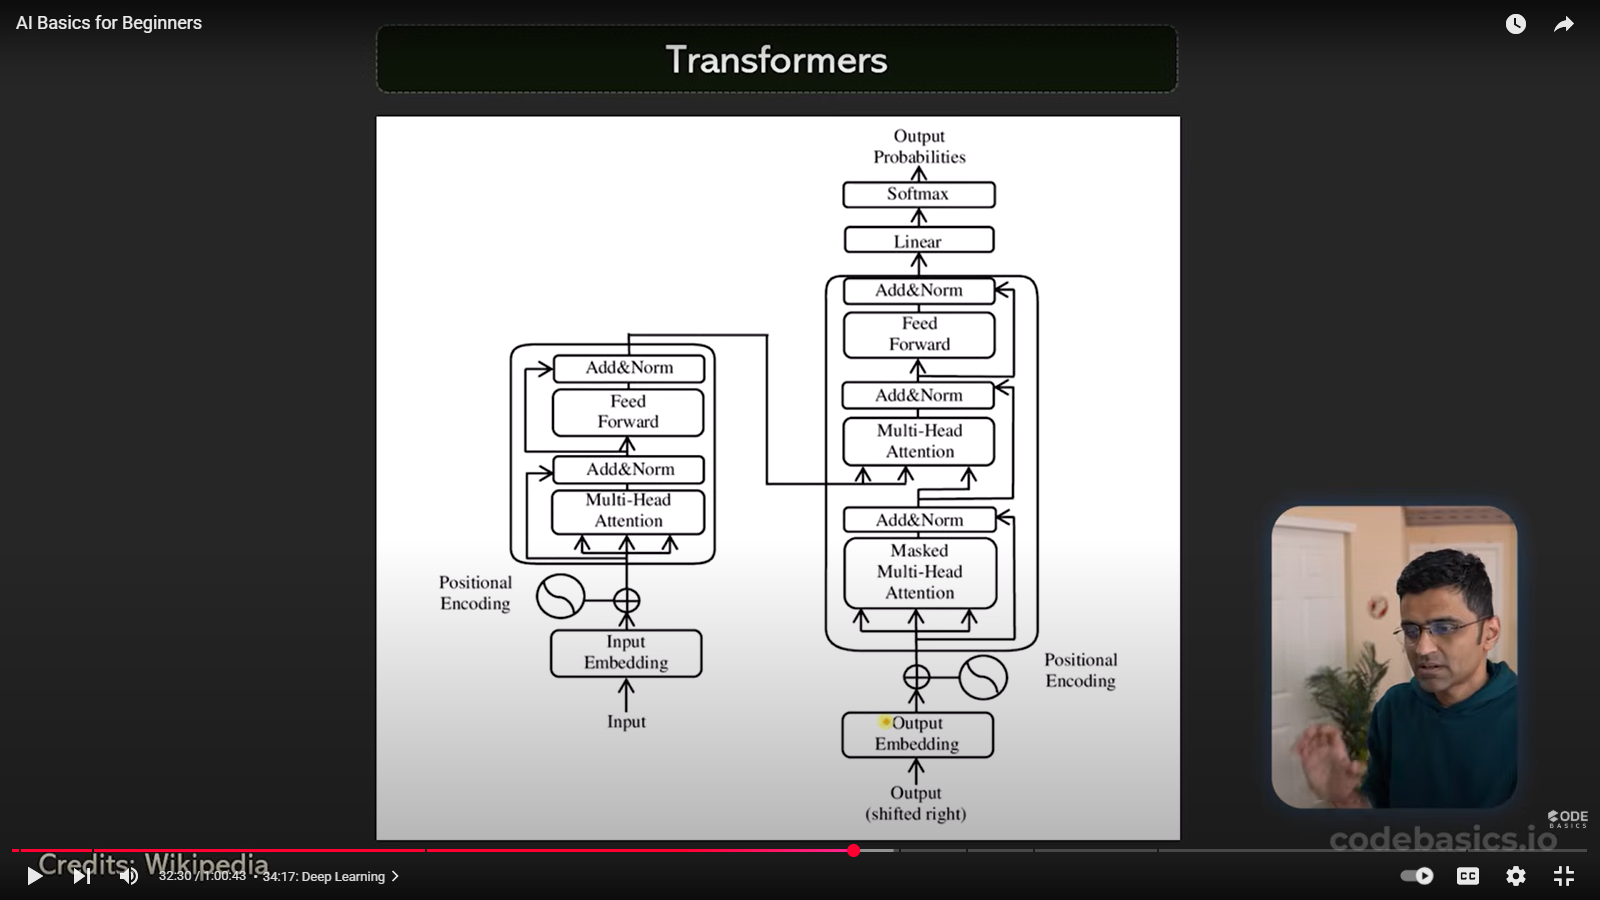 AI Basics for Beginners
Transformers
Output
Probabilities
Softmax
Linear
Add&Norm
Feed
Forward
Add&Norm
Multi-Head
Attention
Add&Norm
Masked
Multi-Head
Attention
Positional
Encoding
Output
Embedding
Output
(shifted right)
Add&Norm
Feed
Forward
Add&Norm
Multi-Head
Attention
Positional
Encoding
Input
Embedding
Input
CODE
BASICS
codebasics.io
Credits: Wikipedia
32:30 / 1:00:43 • 34:17: Deep Learning
CC